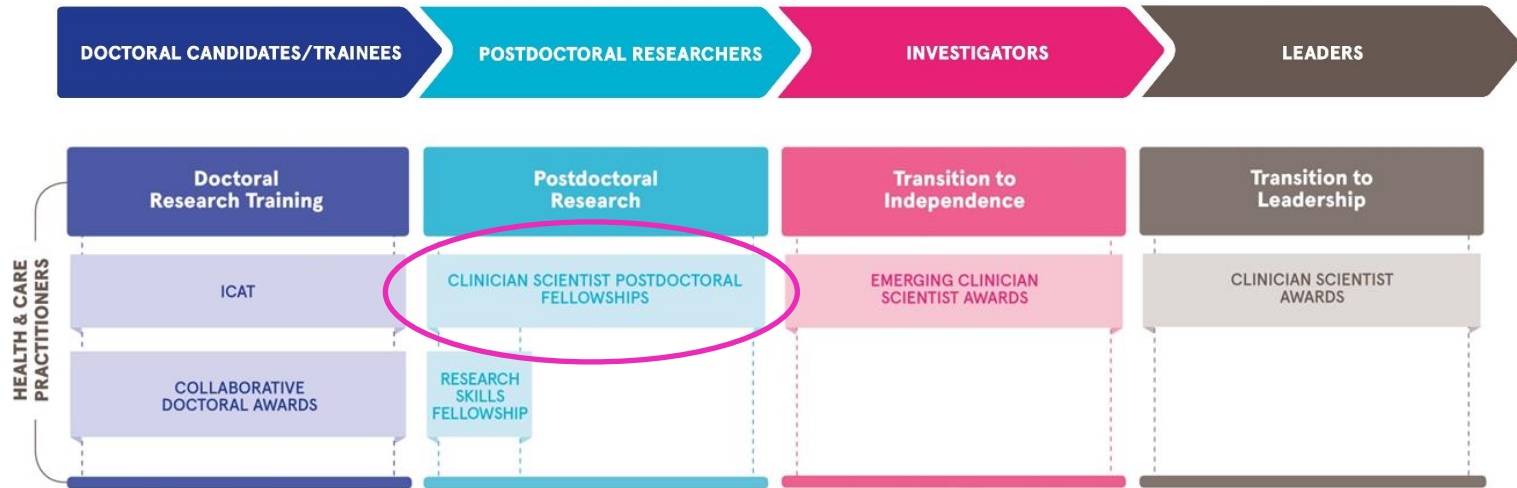 DOCTORAL CANDIDATES/TRAINEES
POSTDOCTORAL RESEARCHERS
INVESTIGATORS
LEADERS
HEALTH & CARE
PRACTITIONERS
Doctoral
Research Training
Postdoctoral
Research
Transition to
Independence
Transition to
Leadership
ICAT
CLINICIAN SCIENTIST POSTDOCTORAL
FELLOWSHIPS
EMERGING CLINICIAN
SCIENTIST AWARDS
CLINICIAN SCIENTIST
AWARDS
COLLABORATIVE
DOCTORAL AWARDS
RESEARCH
SKILLS
FELLOWSHIP